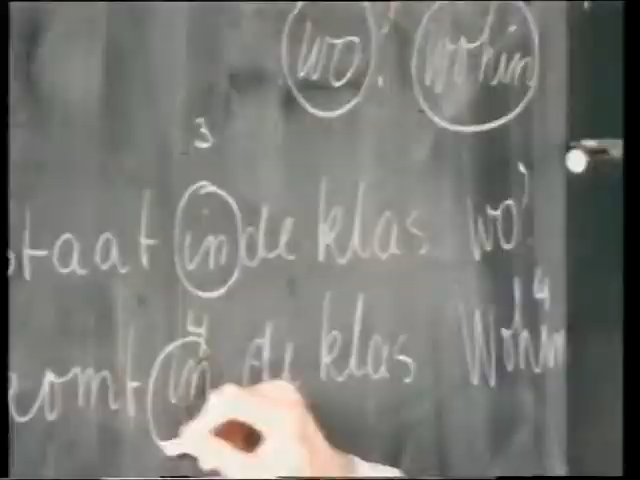 wo? wohin
3
staat in de klas wo?
4 4
komt in de klas Wohin